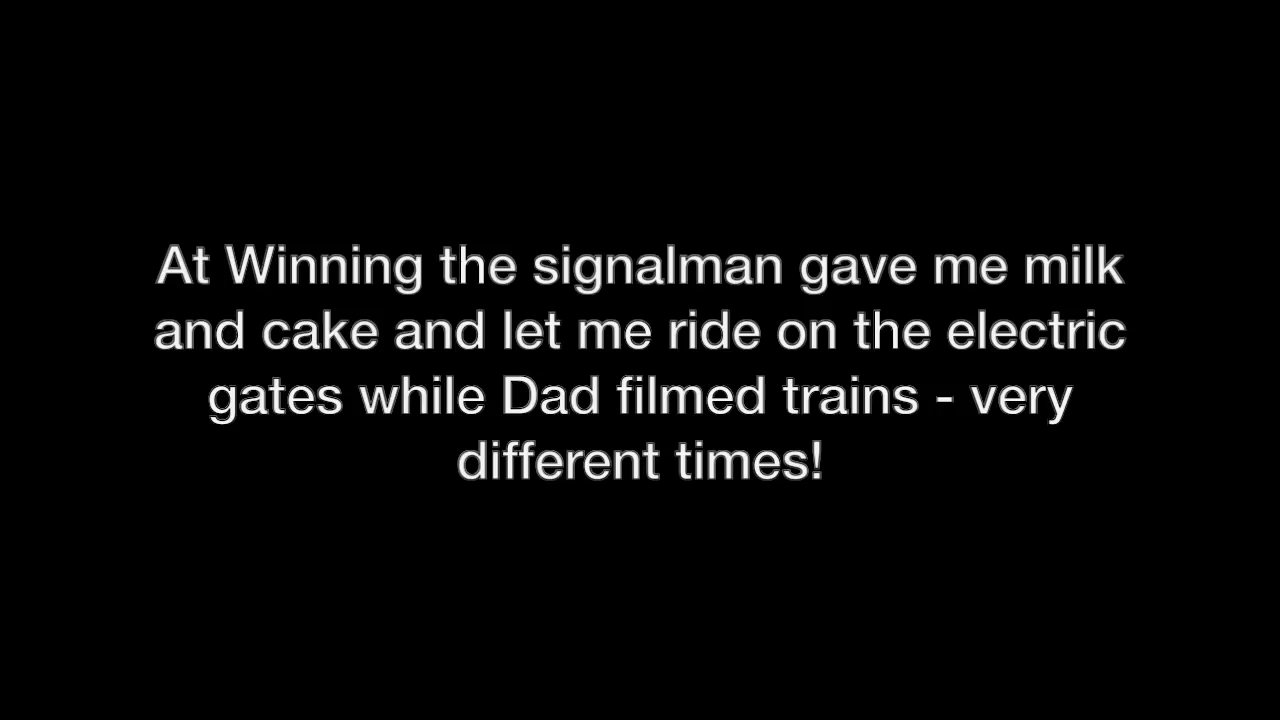 At Winning the signalman gave me milk
and cake and let me ride on the electric
gates while Dad filmed trains - very
different times!